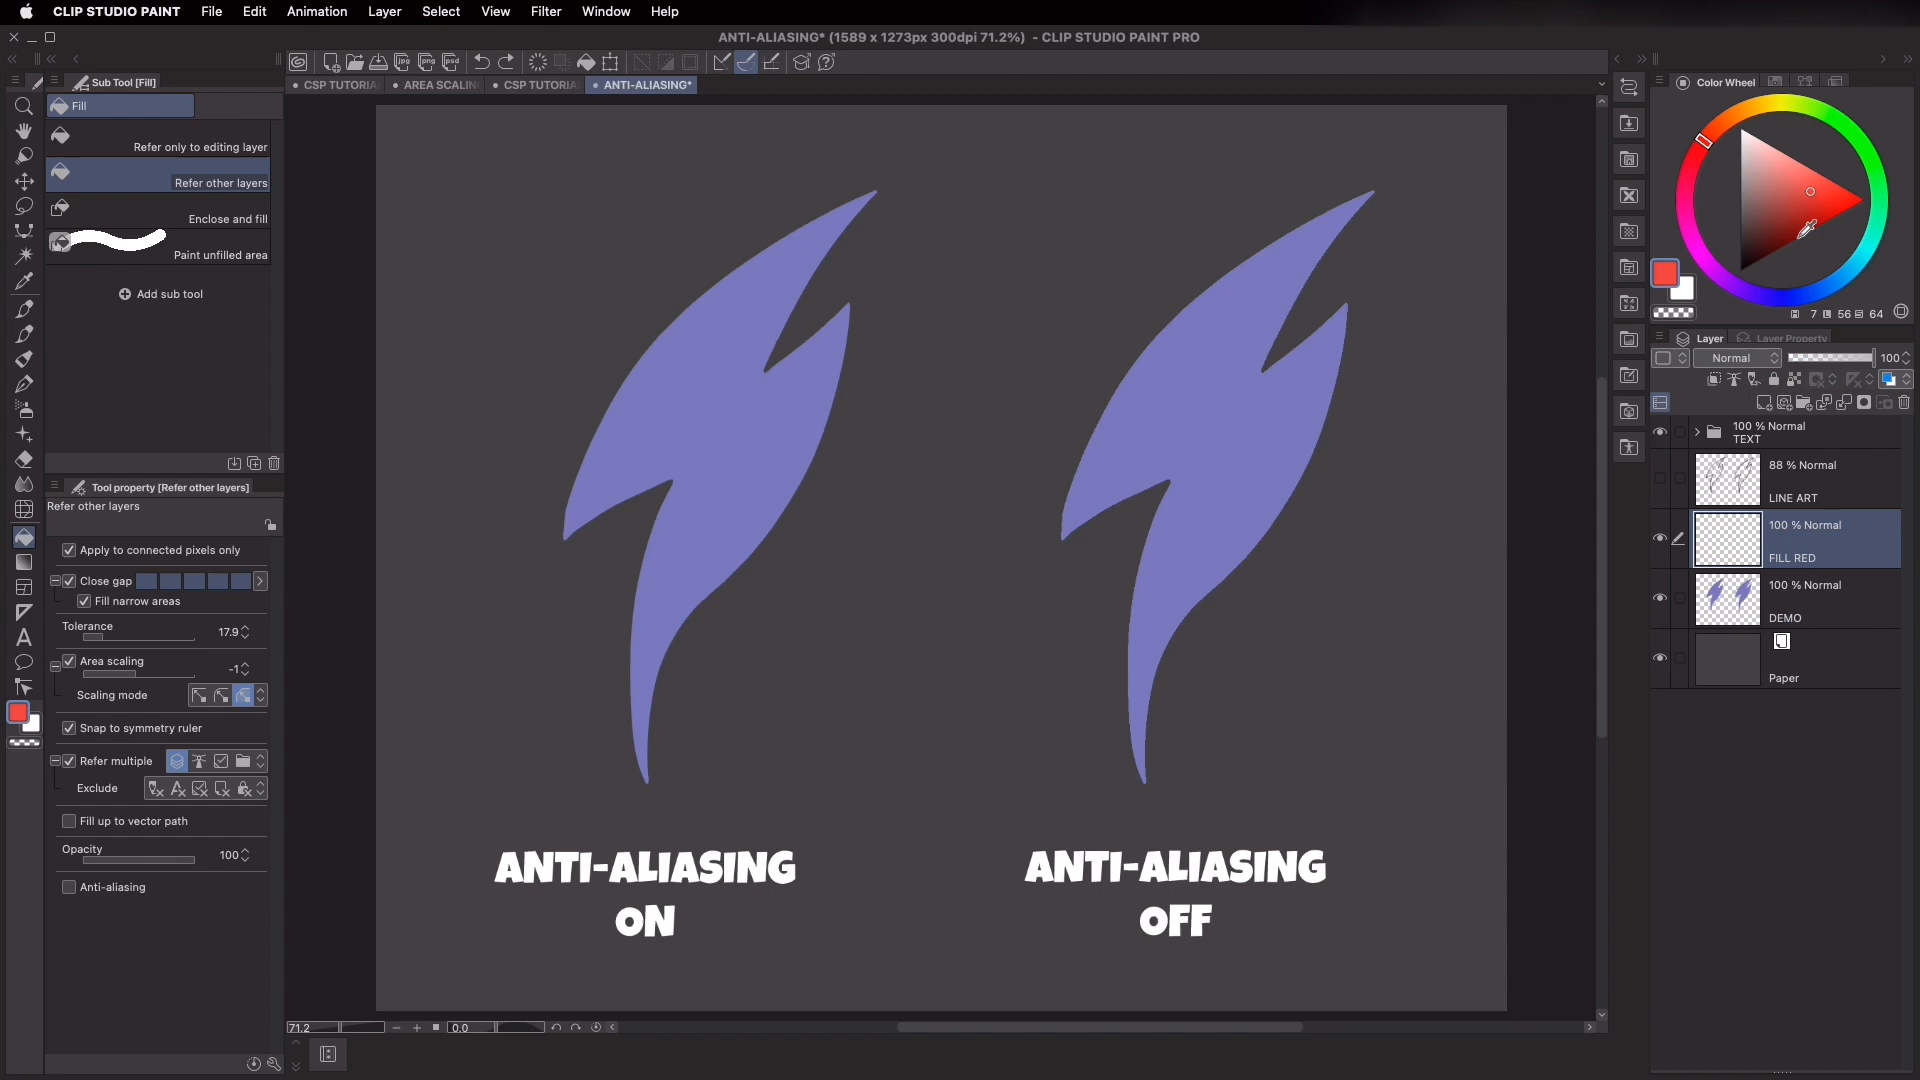 CLIP STUDIO PAINT File Edit Animation Layer Select View Filter Window Help
ANTI-ALIASING* (1589 x 1273px 300dpi 71.2%) - CLIP STUDIO PAINT PRO
Sub Tool [Fill]
CSP TUTORIA
AREA SCALIN
CSP TUTORIA
ANTI-ALIASING*
Color Wheel
Fill
Refer only to editing layer
Refer other layers
Enclose and fill
Paint unfilled area
Add sub tool
7 56 64
Layer Layer Property
Normal 100
100 % Normal
TEXT
88 % Normal
LINE ART
100 % Normal
FILL RED
100 % Normal
DEMO
Paper
Tool property [Refer other layers]
Refer other layers
Apply to connected pixels only
Close gap
Fill narrow areas
Tolerance 17.9
Area scaling -1
Scaling mode
Snap to symmetry ruler
Refer multiple
Exclude
Fill up to vector path
Opacity 100
Anti-aliasing
ANTI-ALIASING
ON
ANTI-ALIASING
OFF
71.2 0.0